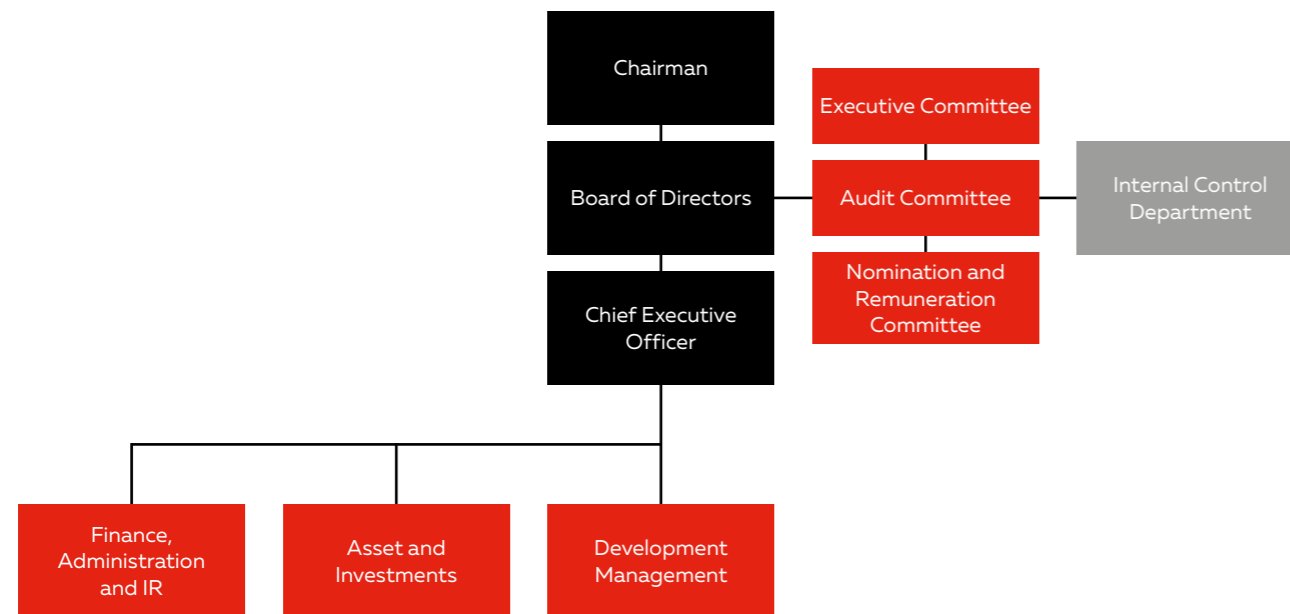 Chairman
Executive Committee
Board of Directors
Audit Committee
Internal Control
Department
Nomination and
Remuneration
Committee
Chief Executive
Officer
Finance,
Administration
and IR
Asset and
Investments
Development
Management